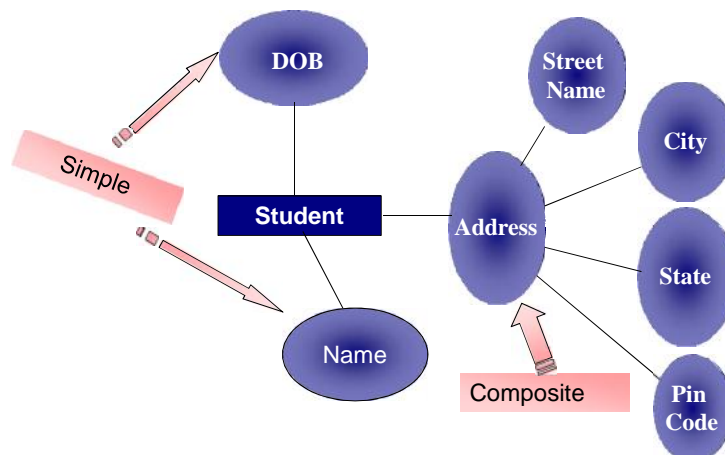 DOB
Street
Name
City
Simple
Student
Address
State
Name
Composite
Pin
Code